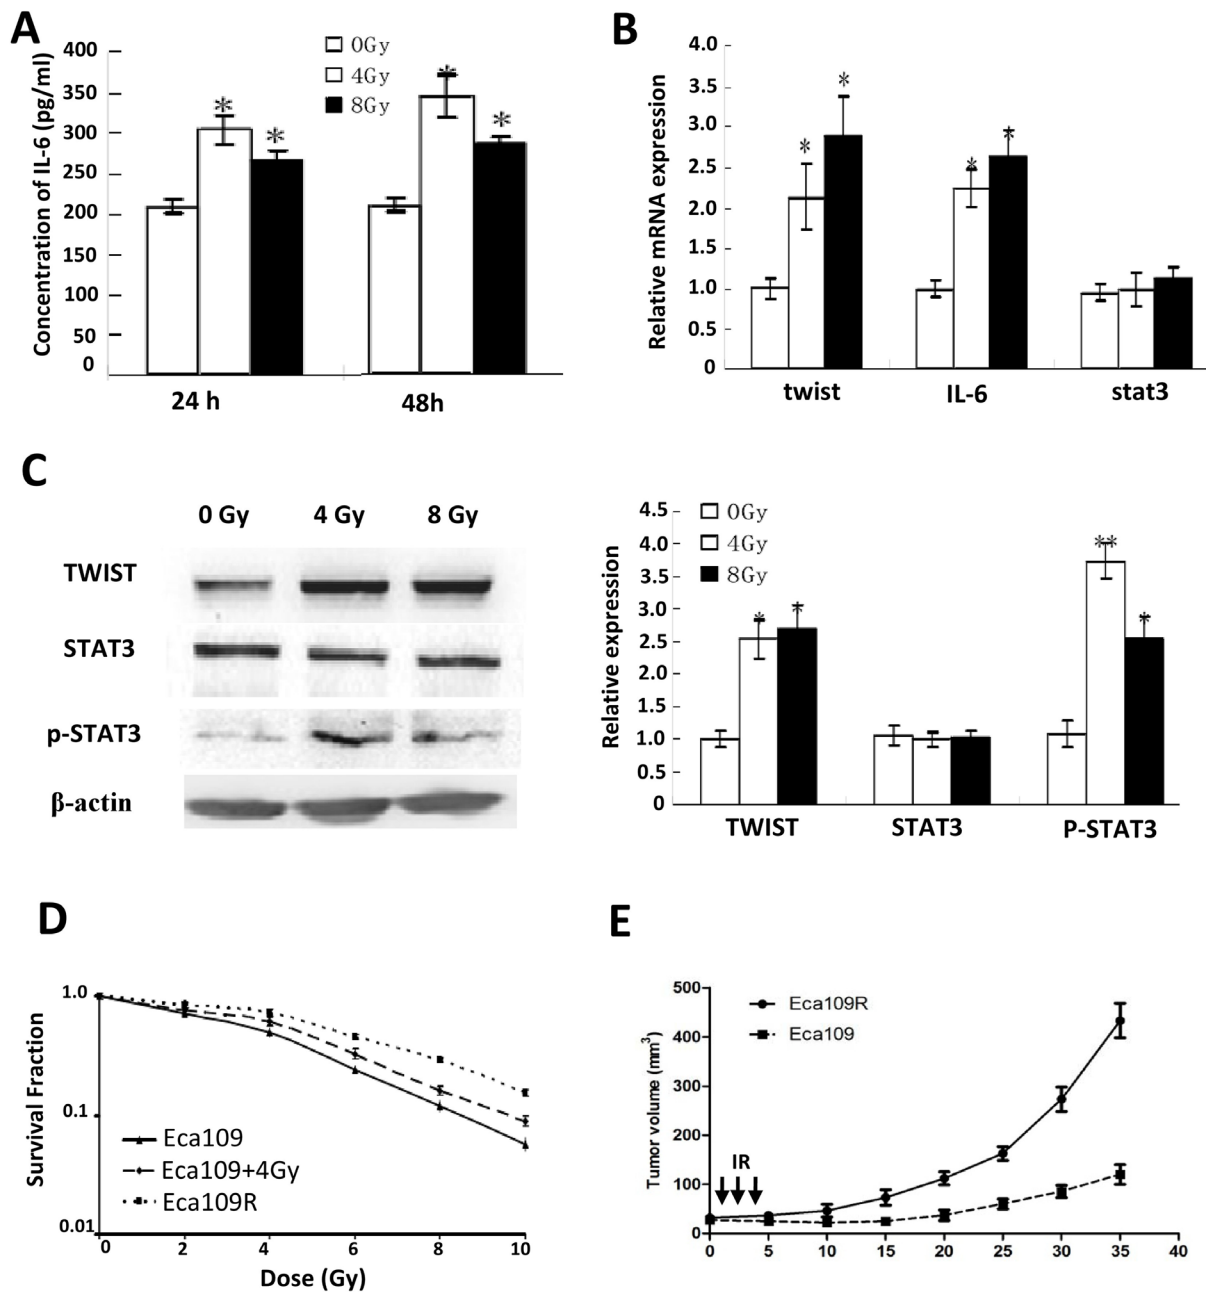 A
Concentration of IL-6 (pg/ml)
400
350
300
250
200
150
100
50
0
0Gy
4Gy
8Gy
*
*
*
*
24 h
48h
B
Relative mRNA expression
4.0
3.5
3.0
2.5
2.0
1.5
1.0
0.5
0
*
*
*
*
twist
IL-6
stat3
C
0 Gy
4 Gy
8 Gy
TWIST
STAT3
p-STAT3
β-actin
Relative expression
4.5
4.0
3.5
3.0
2.5
2.0
1.5
1.0
0.5
0
0Gy
4Gy
8Gy
*
*
**
*
TWIST
STAT3
P-STAT3
D
Survival Fraction
1.0
0.1
0.01
Eca109
Eca109+4Gy
Eca109R
0
2
4
6
8
10
Dose (Gy)
E
Tumor volume (mm³)
500
400
300
200
100
0
Eca109R
Eca109
IR
0
5
10
15
20
25
30
35
40